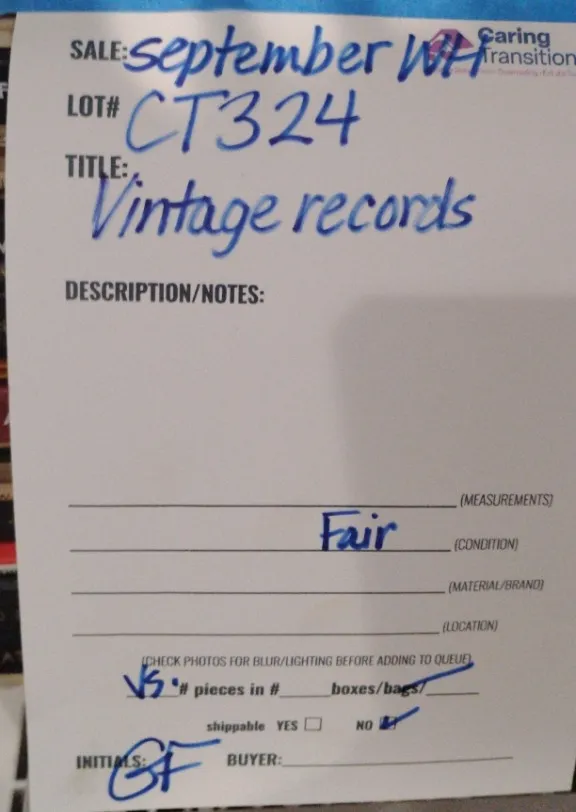 SALE: September WH Caring
Transition
LOT# CT324
TITLE:
Vintage records
DESCRIPTION/NOTES:
(MEASUREMENTS)
Fair (CONDITION)
(MATERIAL/BRAND)
(LOCATION)
(CHECK PHOTOS FOR BLUR/LIGHTING BEFORE ADDING TO QUEUE)
VS. # pieces in # boxes/bags/
shippable YES NO
INITIALS: GF BUYER: